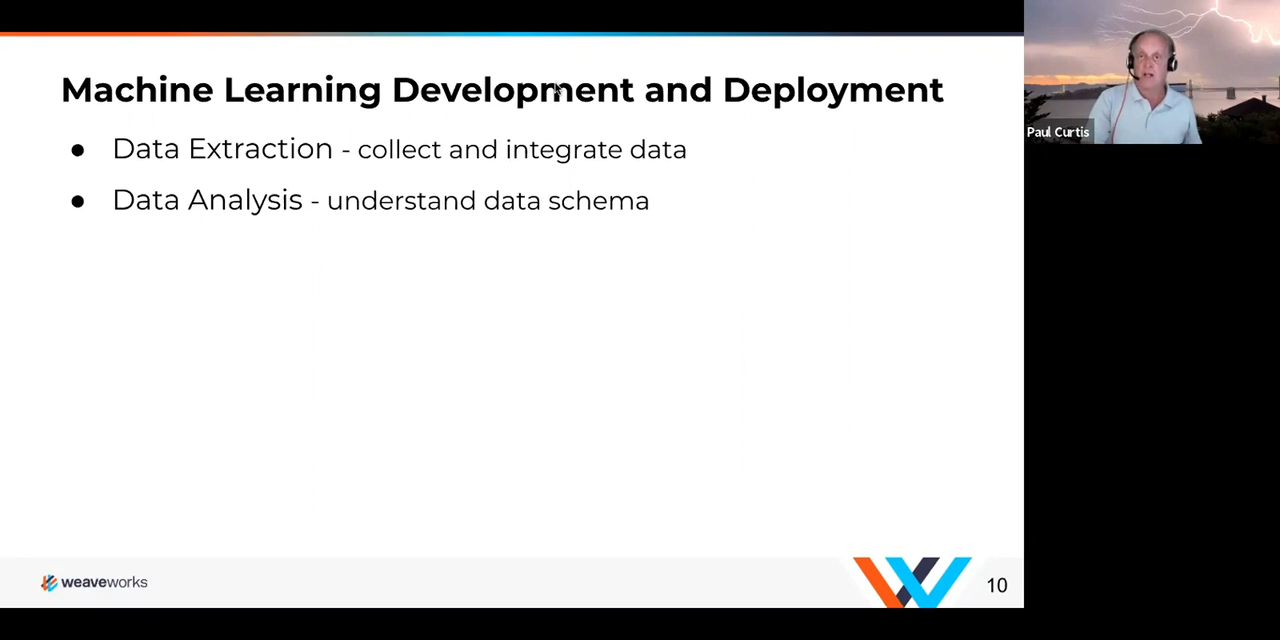 Machine Learning Development and Deployment
● Data Extraction - collect and integrate data
● Data Analysis - understand data schema
weaveworks
10
Paul Curtis